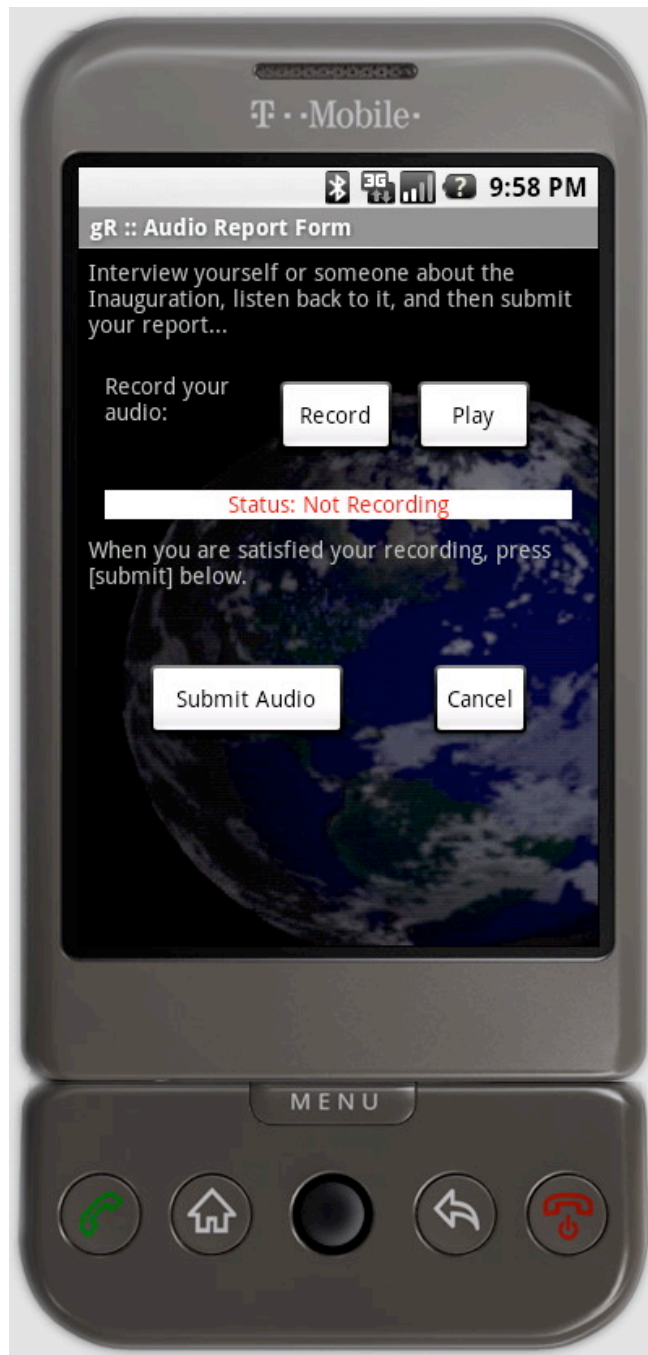 T··Mobile·
3G 9:58 PM
gR :: Audio Report Form
Interview yourself or someone about the
Inauguration, listen back to it, and then submit
your report...
Record your
audio:
Record Play
Status: Not Recording
When you are satisfied your recording, press
[submit] below.
Submit Audio Cancel
MENU